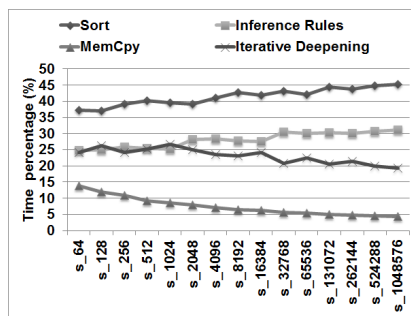 Sort
Inference Rules
MemCpy
Iterative Deepening
Time percentage (%)
50
45
40
35
30
25
20
15
10
5
0
s_64
s_128
s_256
s_512
s_1024
s_2048
s_4096
s_8192
s_16384
s_32768
s_65536
s_131072
s_262144
s_524288
s_1048576